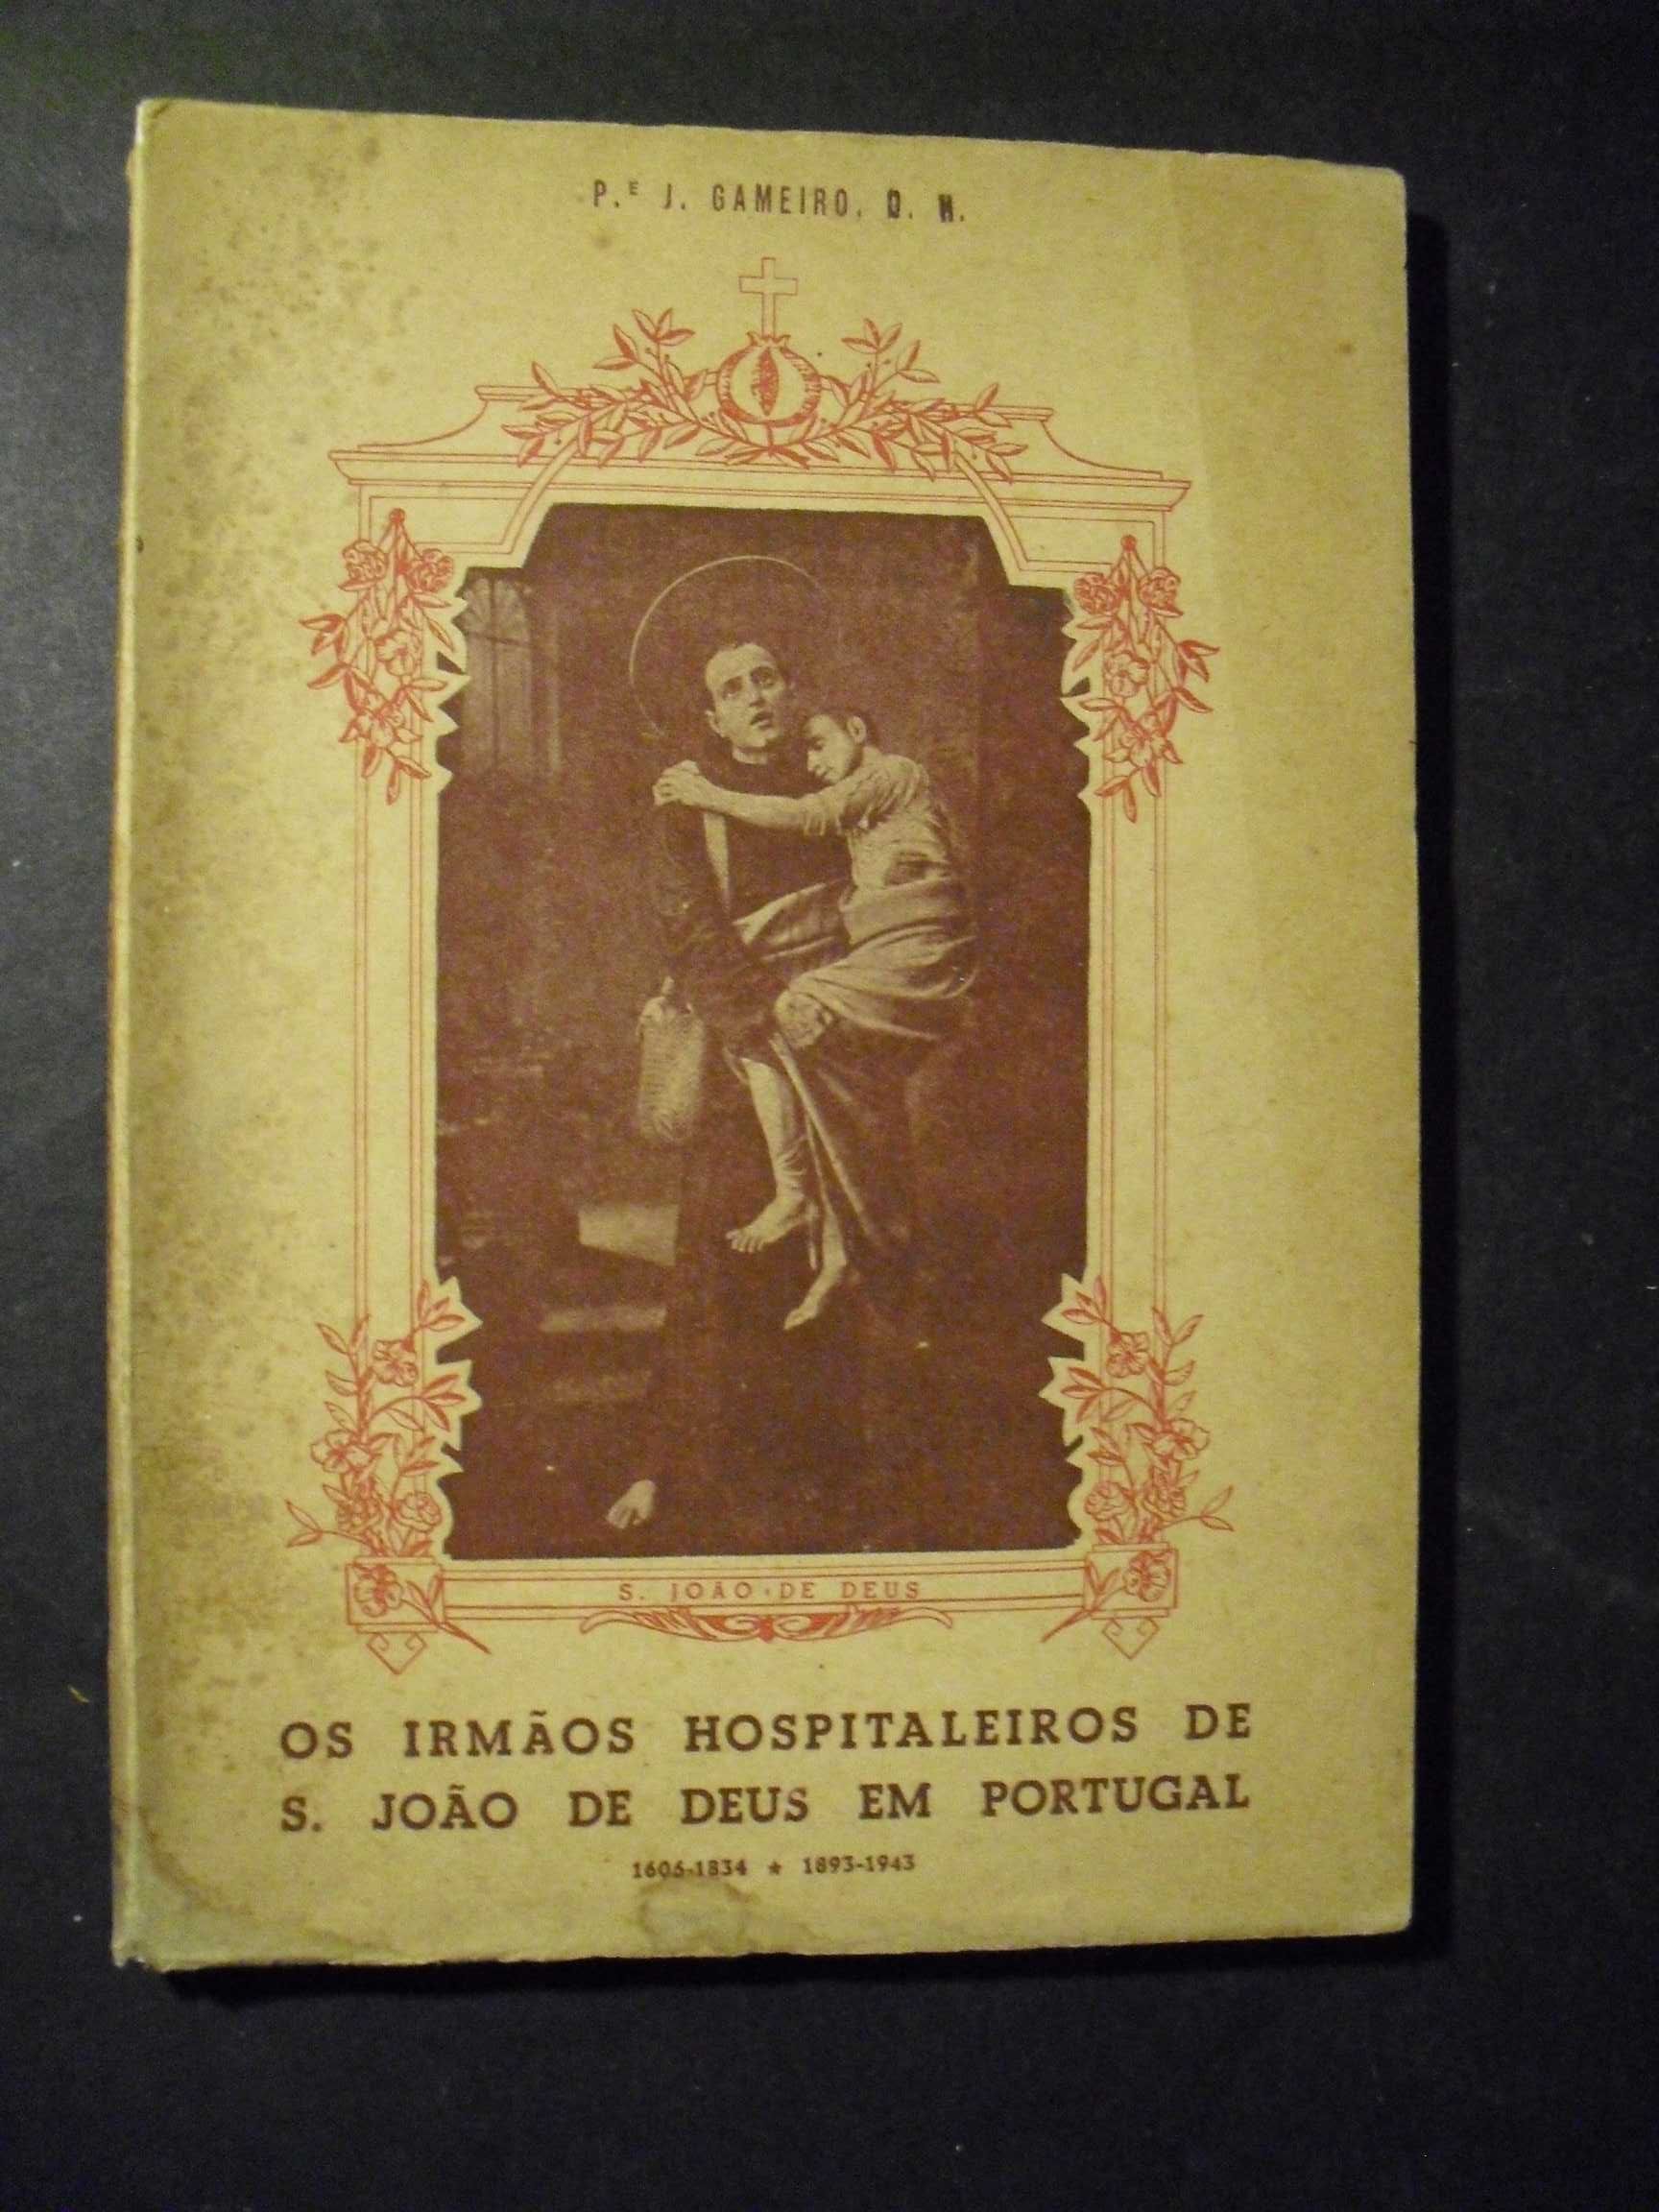 P.E J. GAMEIRO, O. H.
S. JOÃO DE DEUS
OS IRMÃOS HOSPITALEIROS DE
S. JOÃO DE DEUS EM PORTUGAL
1606-1834 ★ 1893-1943